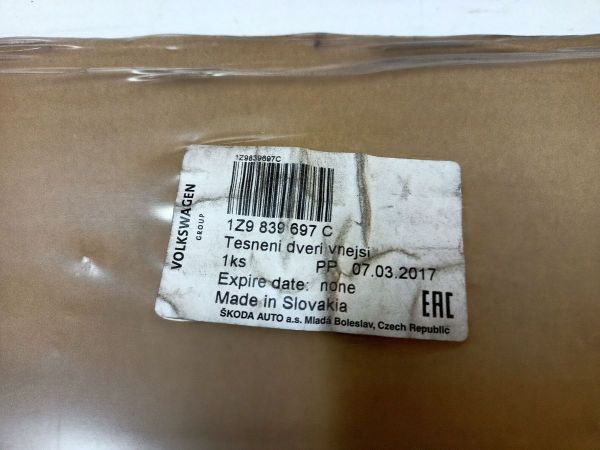 1Z9839697C
VOLKSWAGEN
GROUP
1Z9 839 697 C
Tesneni dveri vnejsi
1ks PP 07.03.2017
Expire date: none
Made in Slovakia
EAC
ŠKODA AUTO a.s. Mladá Boleslav, Czech Republic